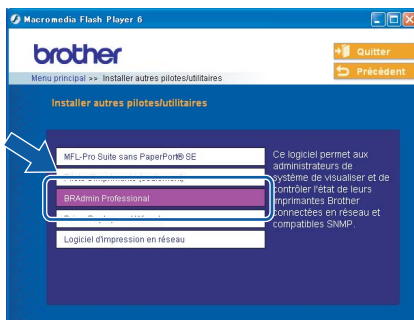 Macromedia Flash Player 6
brother
Quitter
Menu principal >> Installer autres pilotes/utilitaires
Précédent
Installer autres pilotes/utilitaires
MFL-Pro Suite sans PaperPort® SE
BRAdmin Professional
Logiciel d'impression en réseau
Ce logiciel permet aux
administrateurs de
système de visualiser et de
contrôler l'état de leurs
imprimantes Brother
connectées en réseau et
compatibles SNMP.